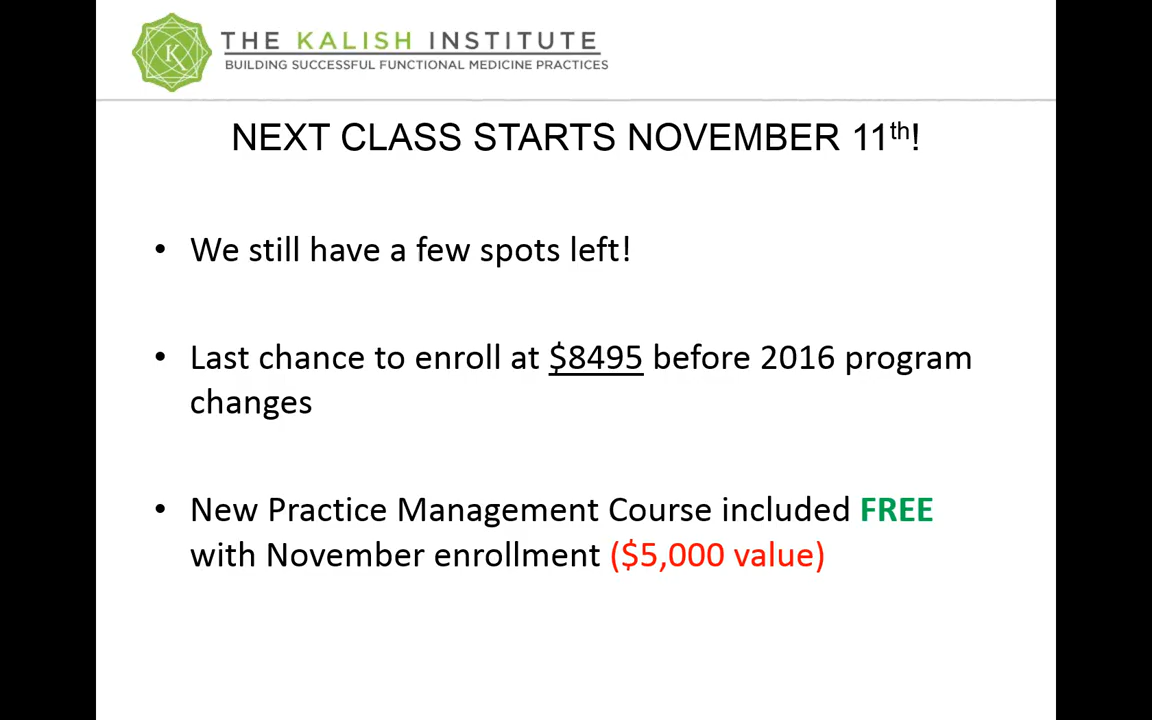 K
THE KALISH INSTITUTE
BUILDING SUCCESSFUL FUNCTIONAL MEDICINE PRACTICES
NEXT CLASS STARTS NOVEMBER 11th!
• We still have a few spots left!
• Last chance to enroll at $8495 before 2016 program
changes
• New Practice Management Course included FREE
with November enrollment ($5,000 value)